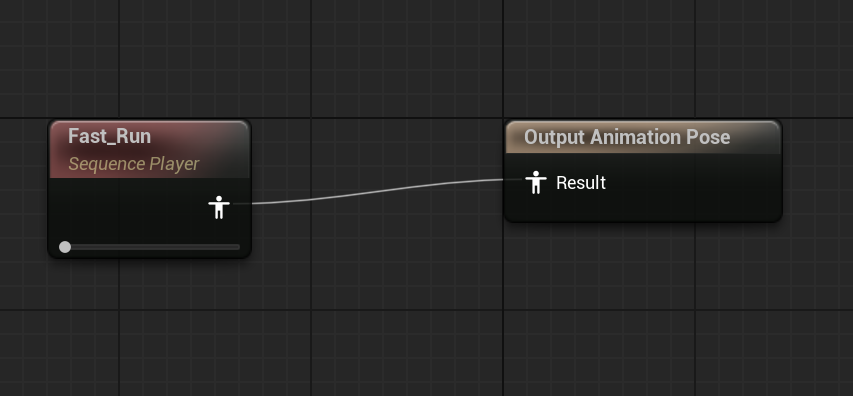 Fast_Run
Sequence Player
Output Animation Pose
Result